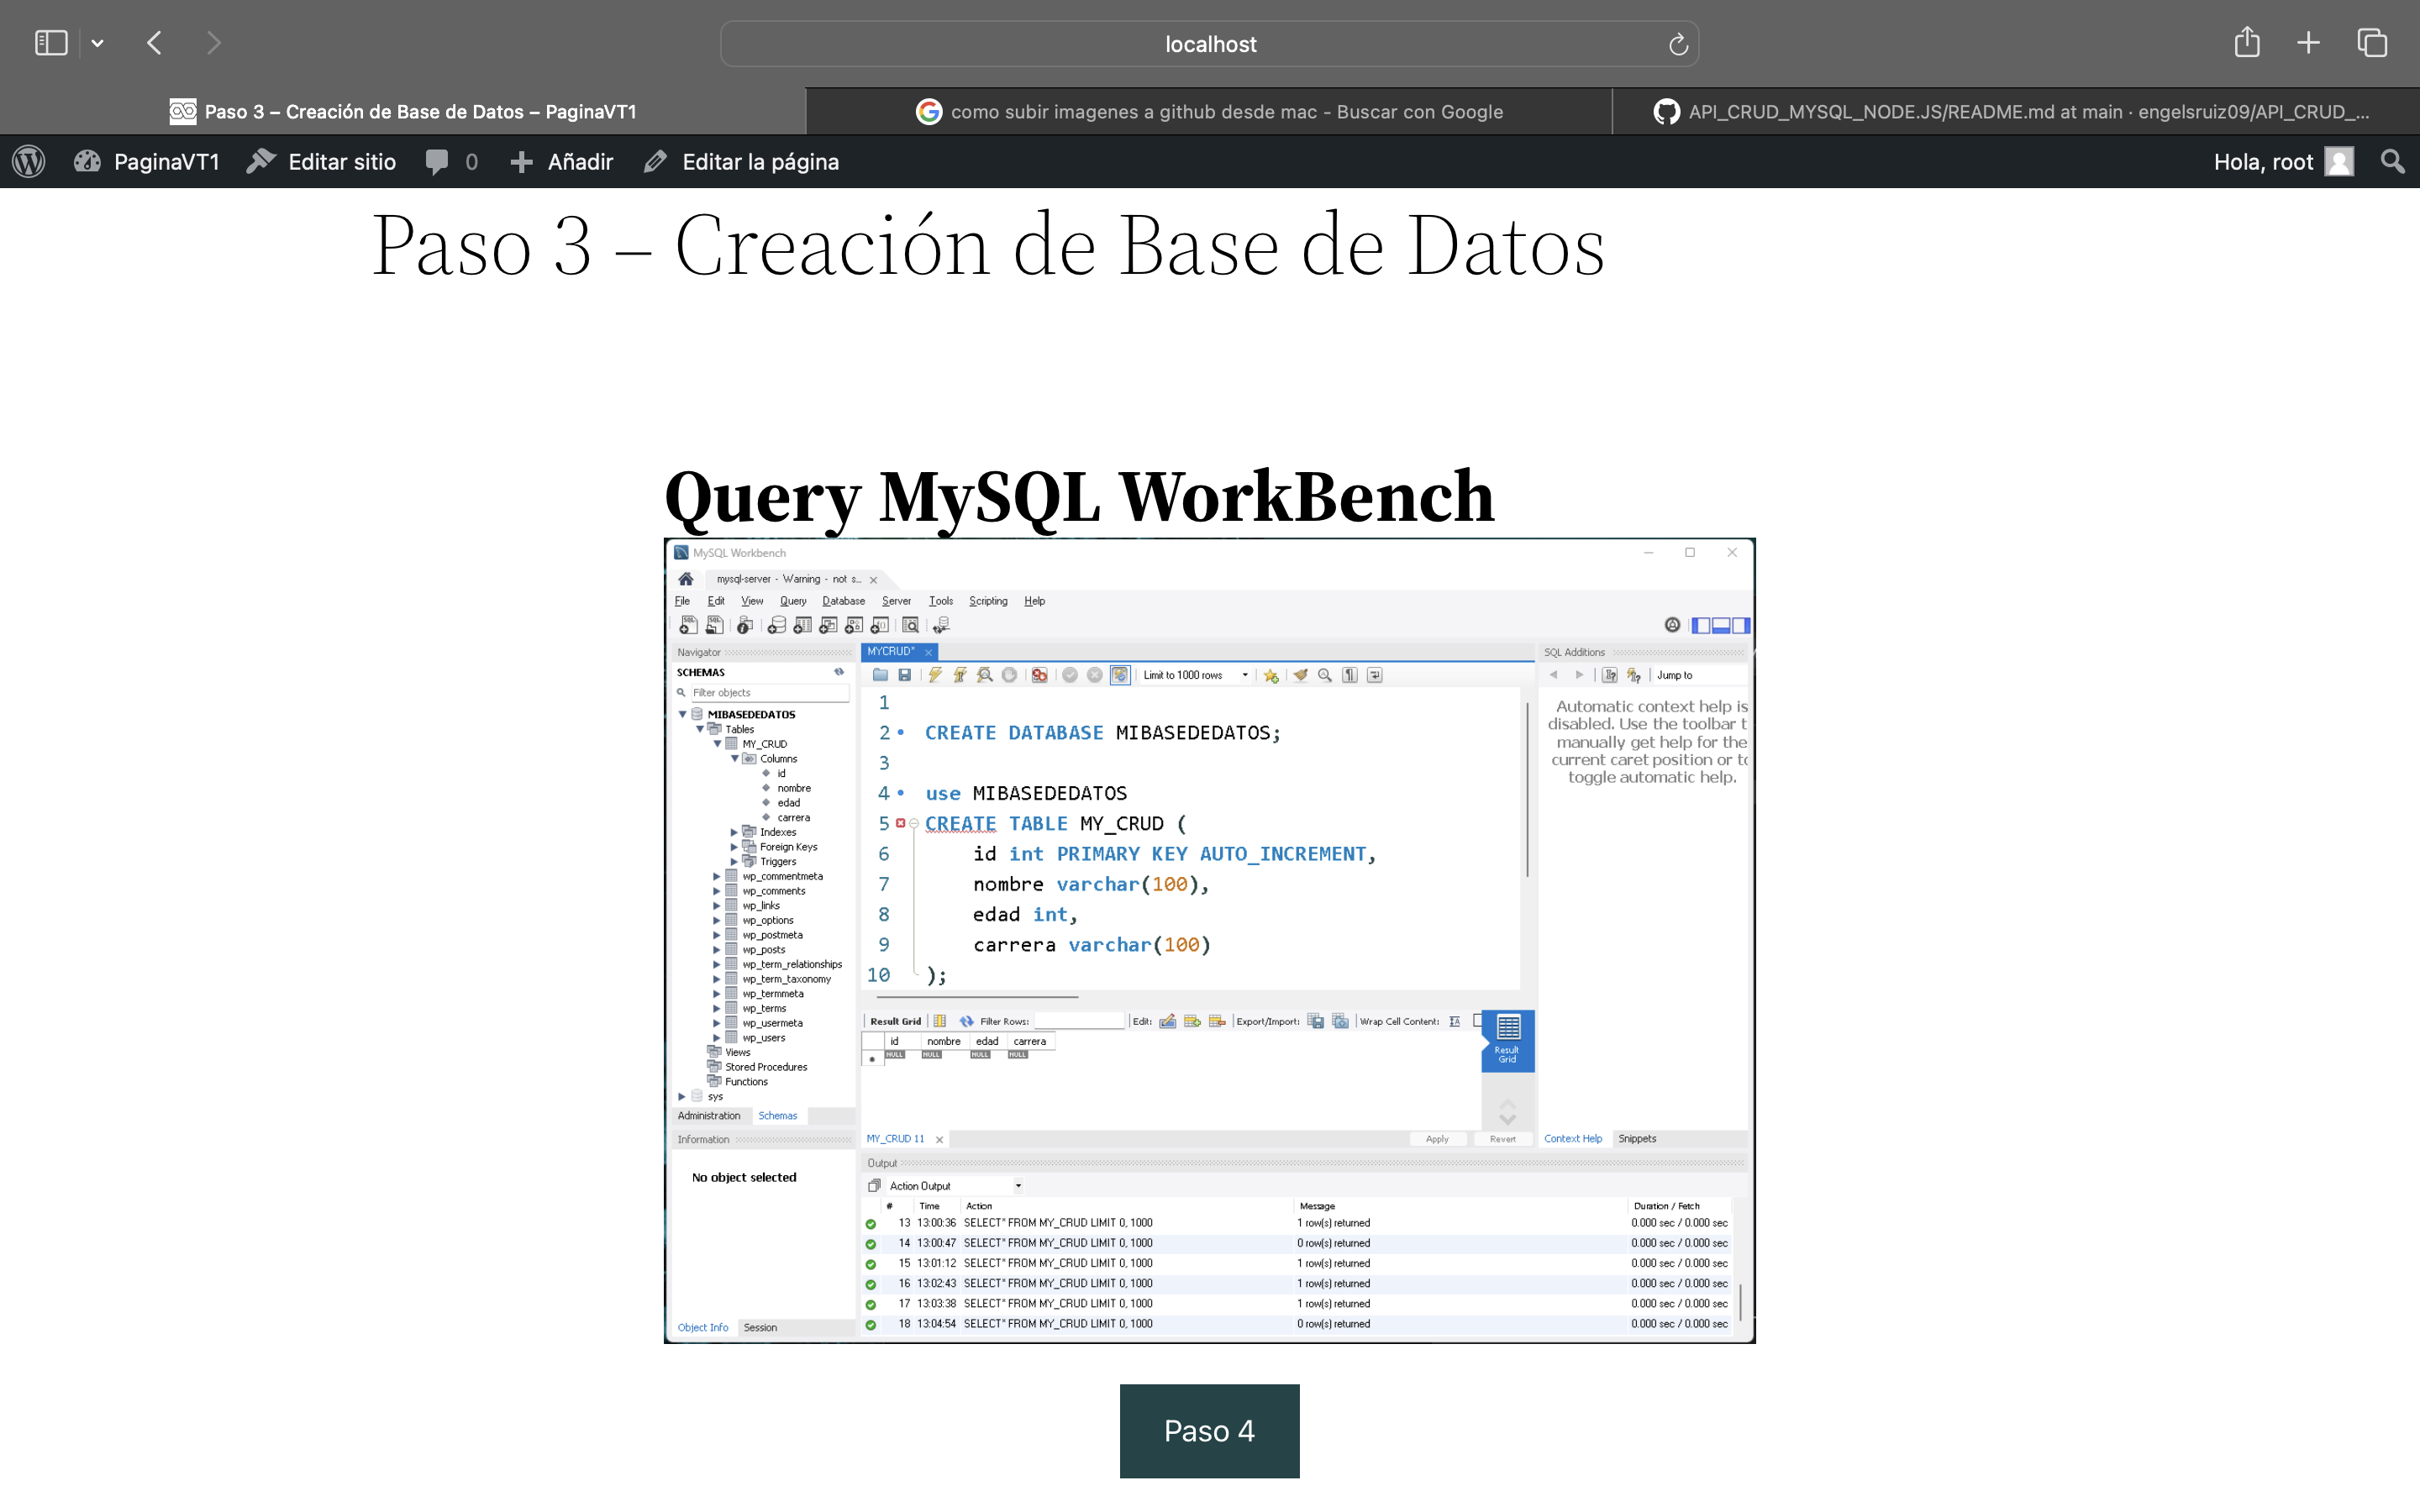 localhost
Paso 3 – Creación de Base de Datos – PaginaVT1
como subir imagenes a github desde mac - Buscar con Google
API_CRUD_MYSQL_NODE.JS/README.md at main · engelsruiz09/API_CRUD_...
PaginaVT1 Editar sitio 0 Añadir Editar la página Hola, root
Paso 3 – Creación de Base de Datos
Query MySQL WorkBench
MySQL Workbench
mysql-server - Warning - not s...
File Edit View Query Database Server Tools Scripting Help
Navigator
SCHEMAS
Filter objects
MIBASEDEDATOS
Tables
MY_CRUD
Columns
id
nombre
edad
carrera
Indexes
Foreign Keys
Triggers
wp_commentmeta
wp_comments
wp_links
wp_options
wp_postmeta
wp_posts
wp_term_relationships
wp_term_taxonomy
wp_termmeta
wp_terms
wp_usermeta
wp_users
Views
Stored Procedures
Functions
sys
Administration Schemas
Information
No object selected
Object Info Session
MYCRUD*
Limit to 1000 rows
1
2 CREATE DATABASE MIBASEDEDATOS;
3
4 use MIBASEDEDATOS
5 CREATE TABLE MY_CRUD (
6 id int PRIMARY KEY AUTO_INCREMENT,
7 nombre varchar(100),
8 edad int,
9 carrera varchar(100)
10 );
Result Grid Filter Rows: Edit: Export/Import: Wrap Cell Content:
id nombre edad carrera
NULL NULL NULL NULL
Result
Grid
MY_CRUD 11 Apply Revert
SQL Additions
Jump to
Automatic context help is
disabled. Use the toolbar t
manually get help for the
current caret position or to
toggle automatic help.
Context Help Snippets
Output
Action Output
# Time Action Message Duration / Fetch
13 13:00:36 SELECT* FROM MY_CRUD LIMIT 0, 1000 1 row(s) returned 0.000 sec / 0.000 sec
14 13:00:47 SELECT* FROM MY_CRUD LIMIT 0, 1000 0 row(s) returned 0.000 sec / 0.000 sec
15 13:01:12 SELECT* FROM MY_CRUD LIMIT 0, 1000 1 row(s) returned 0.000 sec / 0.000 sec
16 13:02:43 SELECT* FROM MY_CRUD LIMIT 0, 1000 1 row(s) returned 0.000 sec / 0.000 sec
17 13:03:38 SELECT* FROM MY_CRUD LIMIT 0, 1000 1 row(s) returned 0.000 sec / 0.000 sec
18 13:04:54 SELECT* FROM MY_CRUD LIMIT 0, 1000 0 row(s) returned 0.000 sec / 0.000 sec
Paso 4